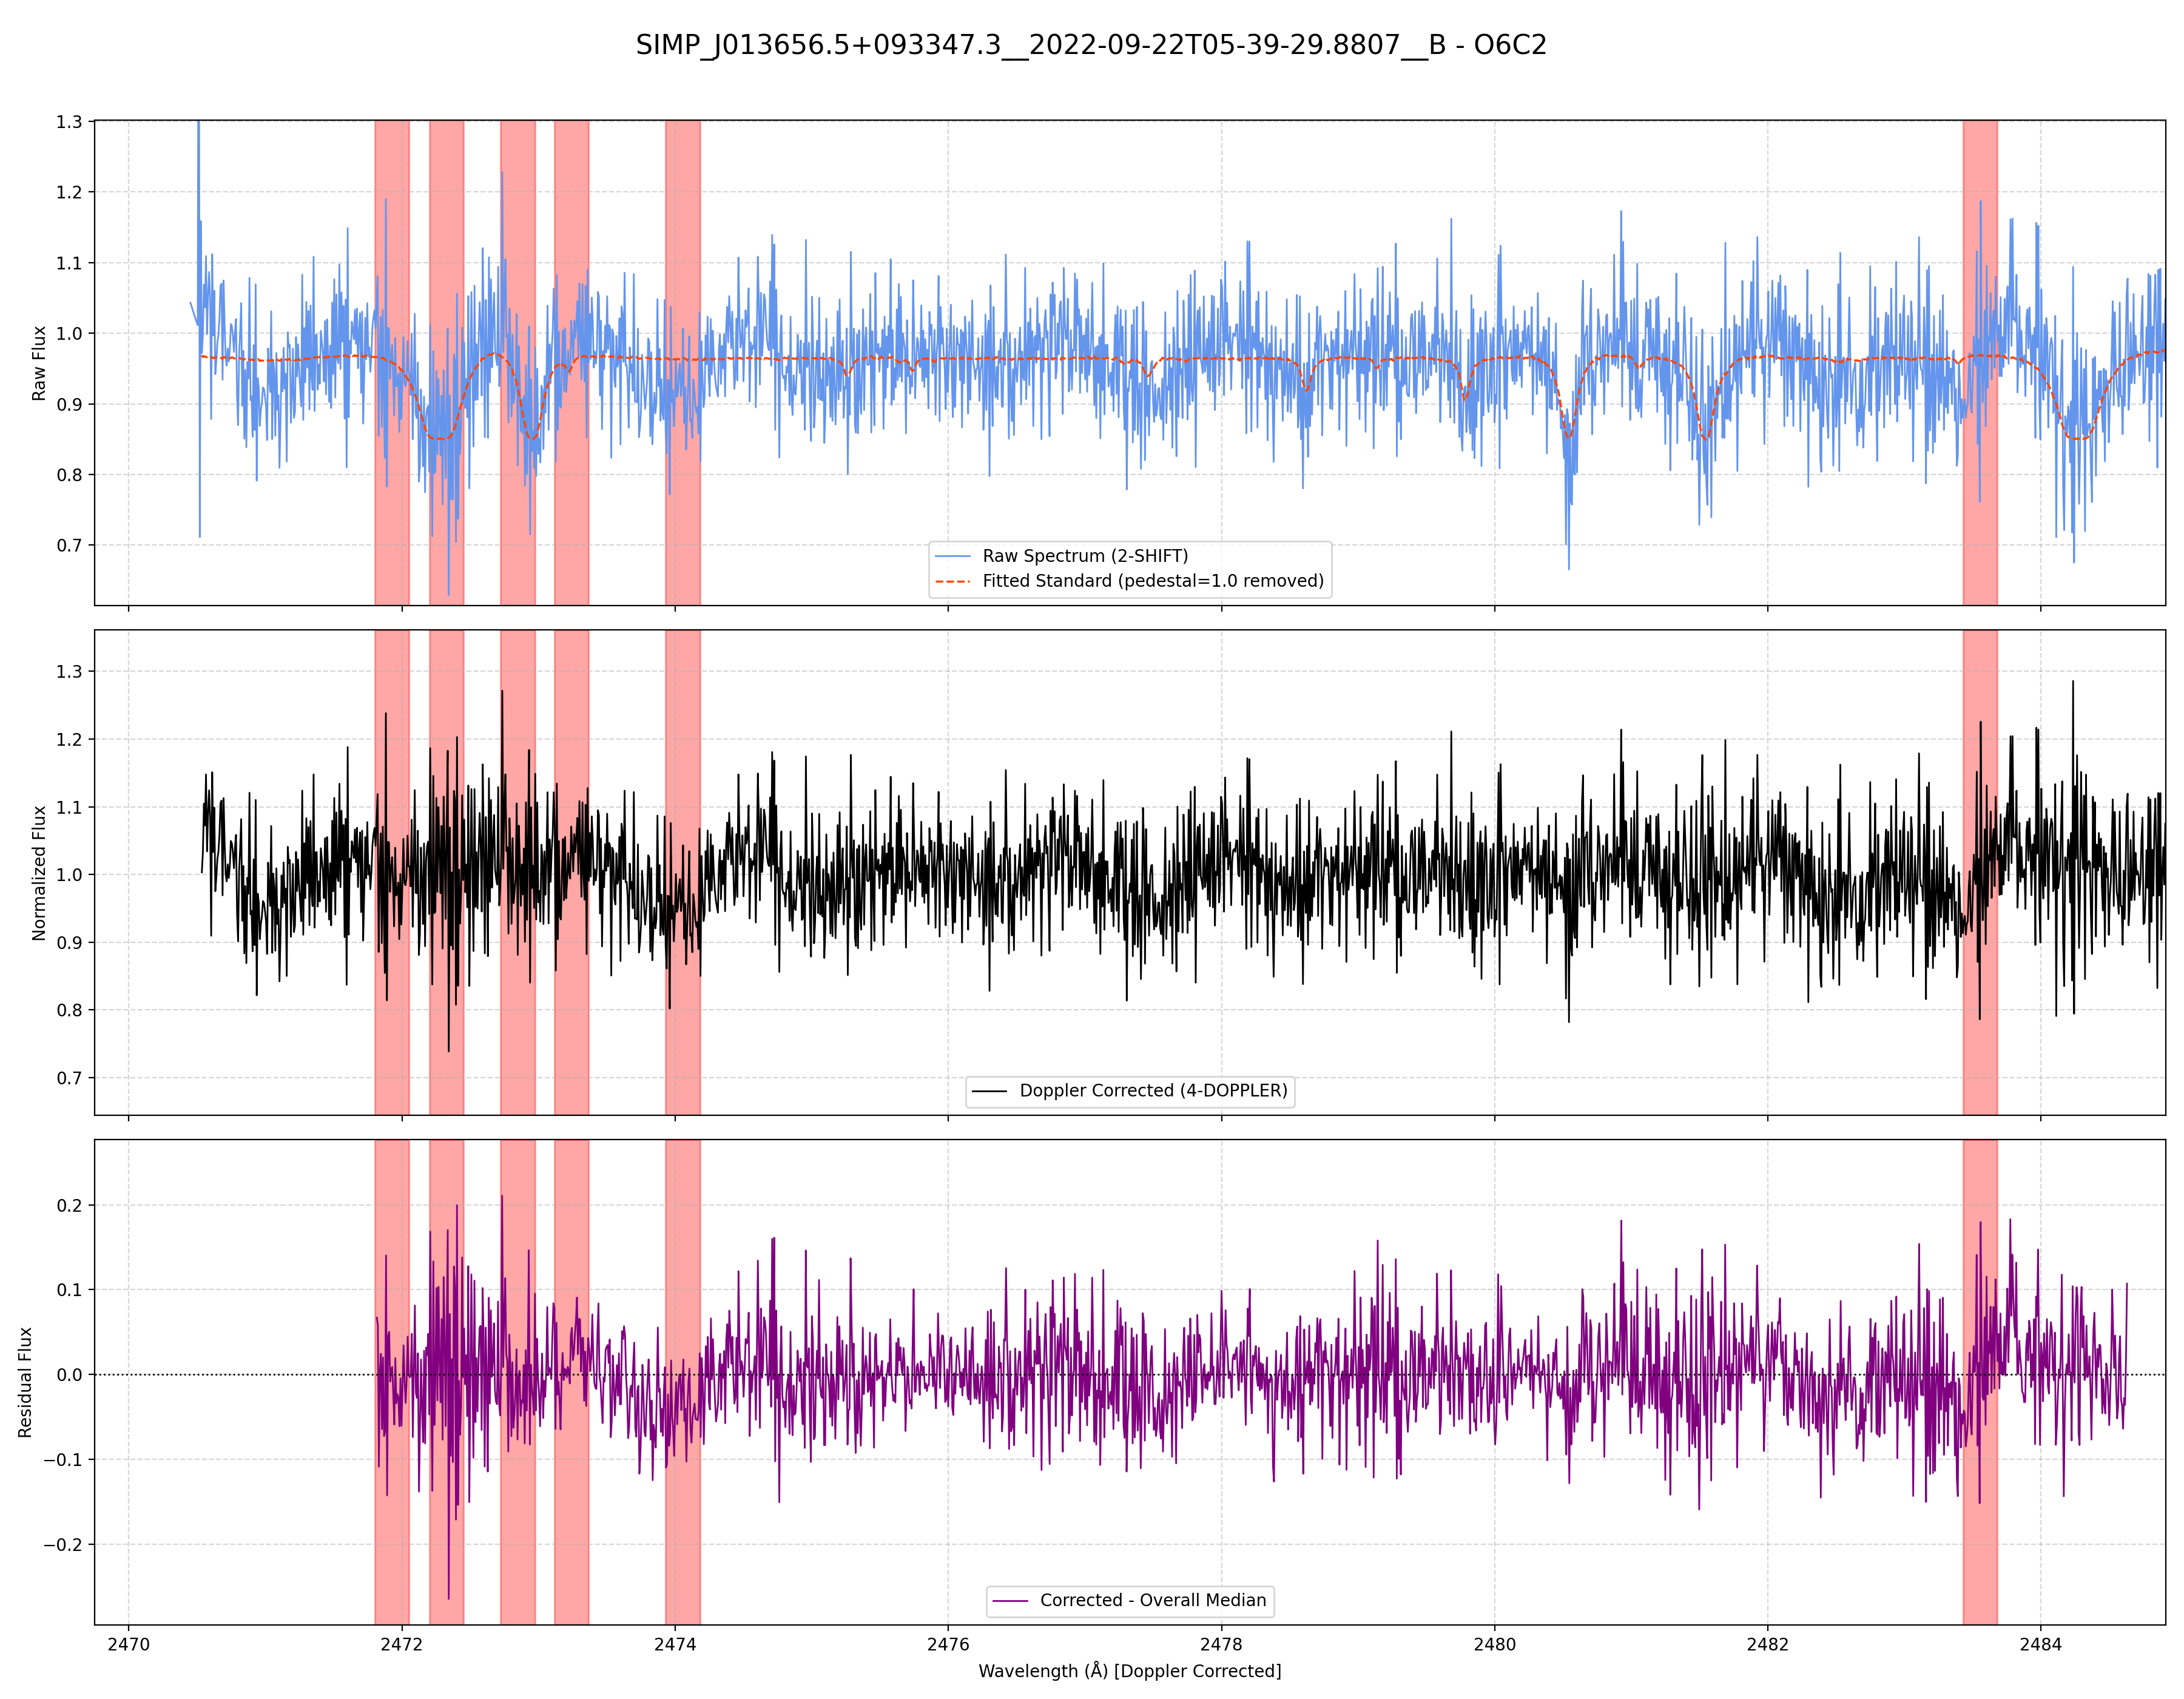 SIMP_J013656.5+093347.3__2022-09-22T05-39-29.8807__B - O6C2
1.3
1.2
1.1
1.0
0.9
0.8
0.7
Raw Flux
Raw Spectrum (2-SHIFT)
Fitted Standard (pedestal=1.0 removed)
1.3
1.2
1.1
1.0
0.9
0.8
0.7
Normalized Flux
Doppler Corrected (4-DOPPLER)
0.2
0.1
0.0
−0.1
−0.2
Residual Flux
Corrected - Overall Median
2470 2472 2474 2476 2478 2480 2482 2484
Wavelength (Å) [Doppler Corrected]